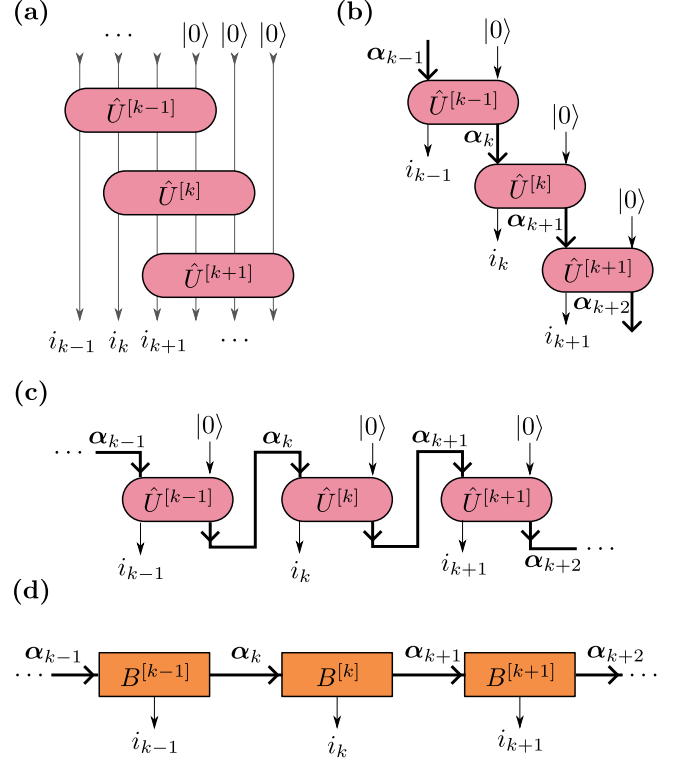 (a)
··· |0⟩ |0⟩ |0⟩
Û^[k−1]
Û^[k]
Û^[k+1]
i_{k−1} i_k i_{k+1} ···
(b)
α_{k−1} |0⟩
Û^[k−1]
i_{k−1} α_k |0⟩
Û^[k]
i_k α_{k+1} |0⟩
Û^[k+1]
i_{k+1} α_{k+2}
(c)
··· α_{k−1} |0⟩ α_k |0⟩ α_{k+1} |0⟩
Û^[k−1] Û^[k] Û^[k+1]
i_{k−1} i_k i_{k+1} α_{k+2} ···
(d)
··· α_{k−1} B^[k−1] α_k B^[k] α_{k+1} B^[k+1] α_{k+2} ···
i_{k−1} i_k i_{k+1}